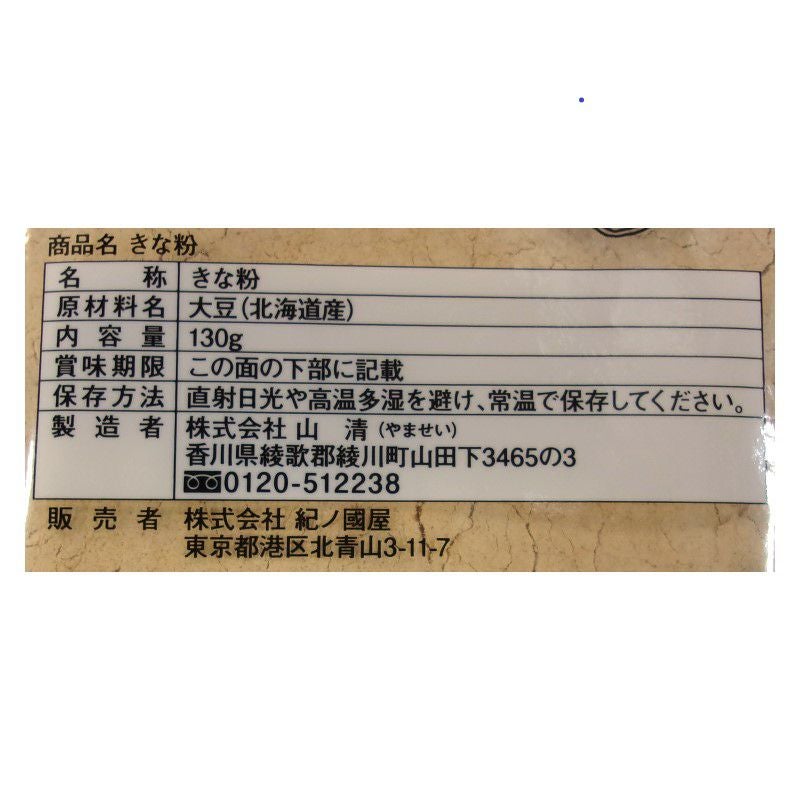 商品名 きな粉
名称 きな粉
原材料名 大豆(北海道産)
内容量 130g
賞味期限 この面の下部に記載
保存方法 直射日光や高温多湿を避け、常温で保存してください。
製造者 株式会社 山 清(やませい)
香川県綾歌郡綾川町山田下3465の3
0120-512238
販売者 株式会社 紀ノ國屋
東京都港区北青山3-11-7